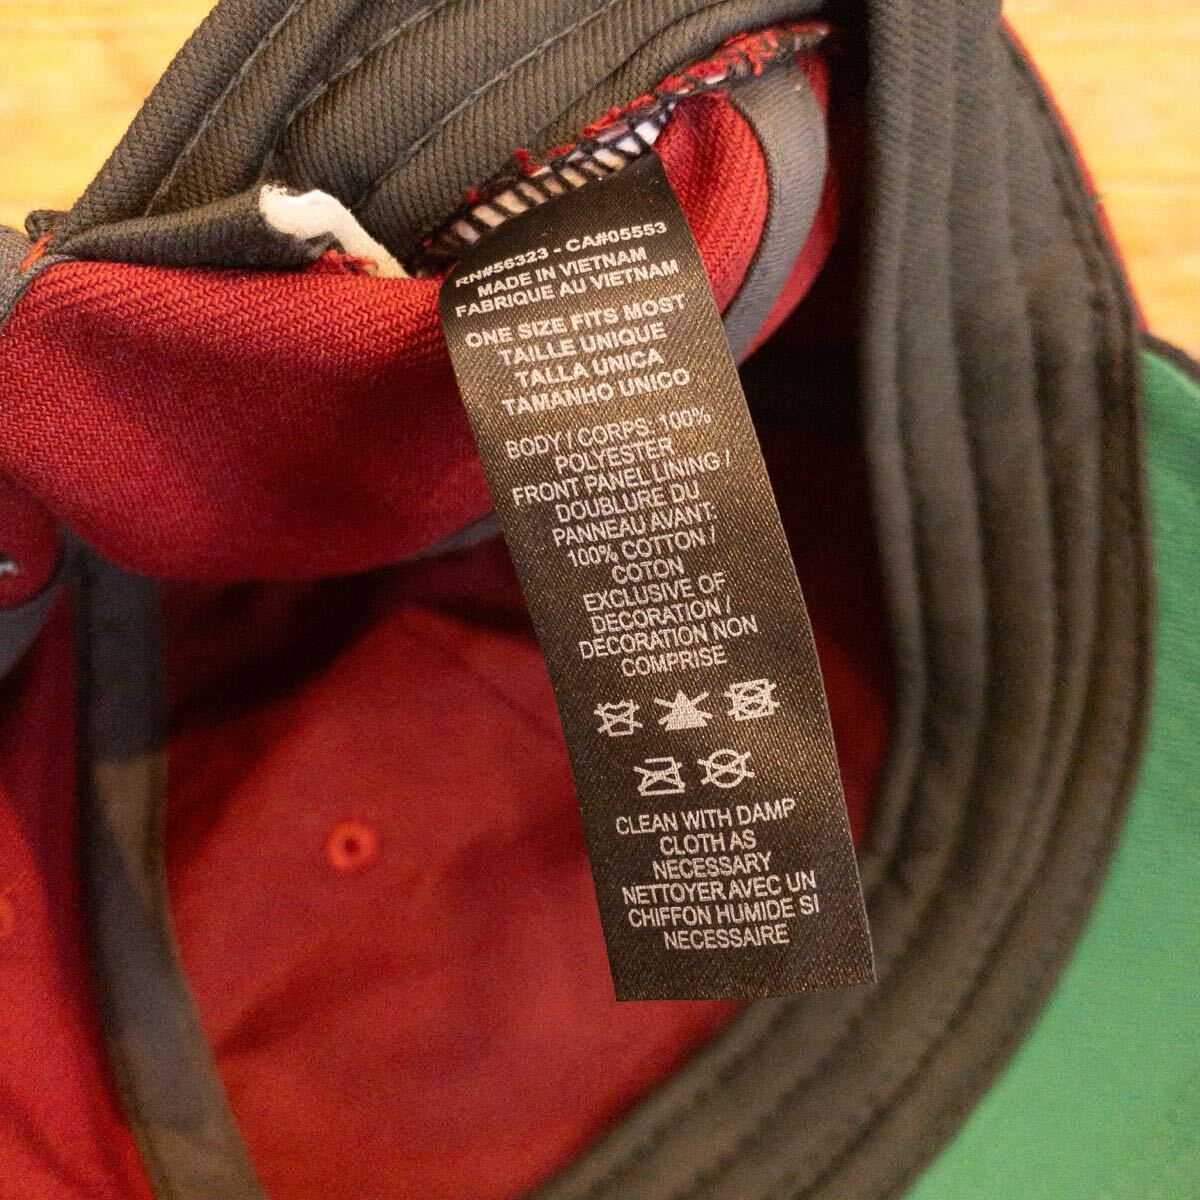 RN#56323 - CA#05553
MADE IN VIETNAM
FABRIQUE AU VIETNAM
ONE SIZE FITS MOST
TAILLE UNIQUE
TALLA ÚNICA
TAMANHO UNICO
BODY / CORPS, 100%
POLYESTER
FRONT PANEL LINING /
DOUBLURE DU
PANNEAU AVANT:
100% COTTON /
COTON
EXCLUSIVE OF
DECORATION /
DÉCORATION NON
COMPRISE
CLEAN WITH DAMP
CLOTH AS
NECESSARY
NETTOYER AVEC UN
CHIFFON HUMIDE SI
NECESSAIRE